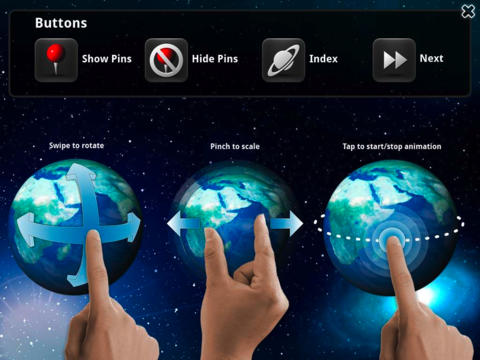 Buttons
Show Pins
Hide Pins
Index
Next
Swipe to rotate
Pinch to scale
Tap to start/stop animation